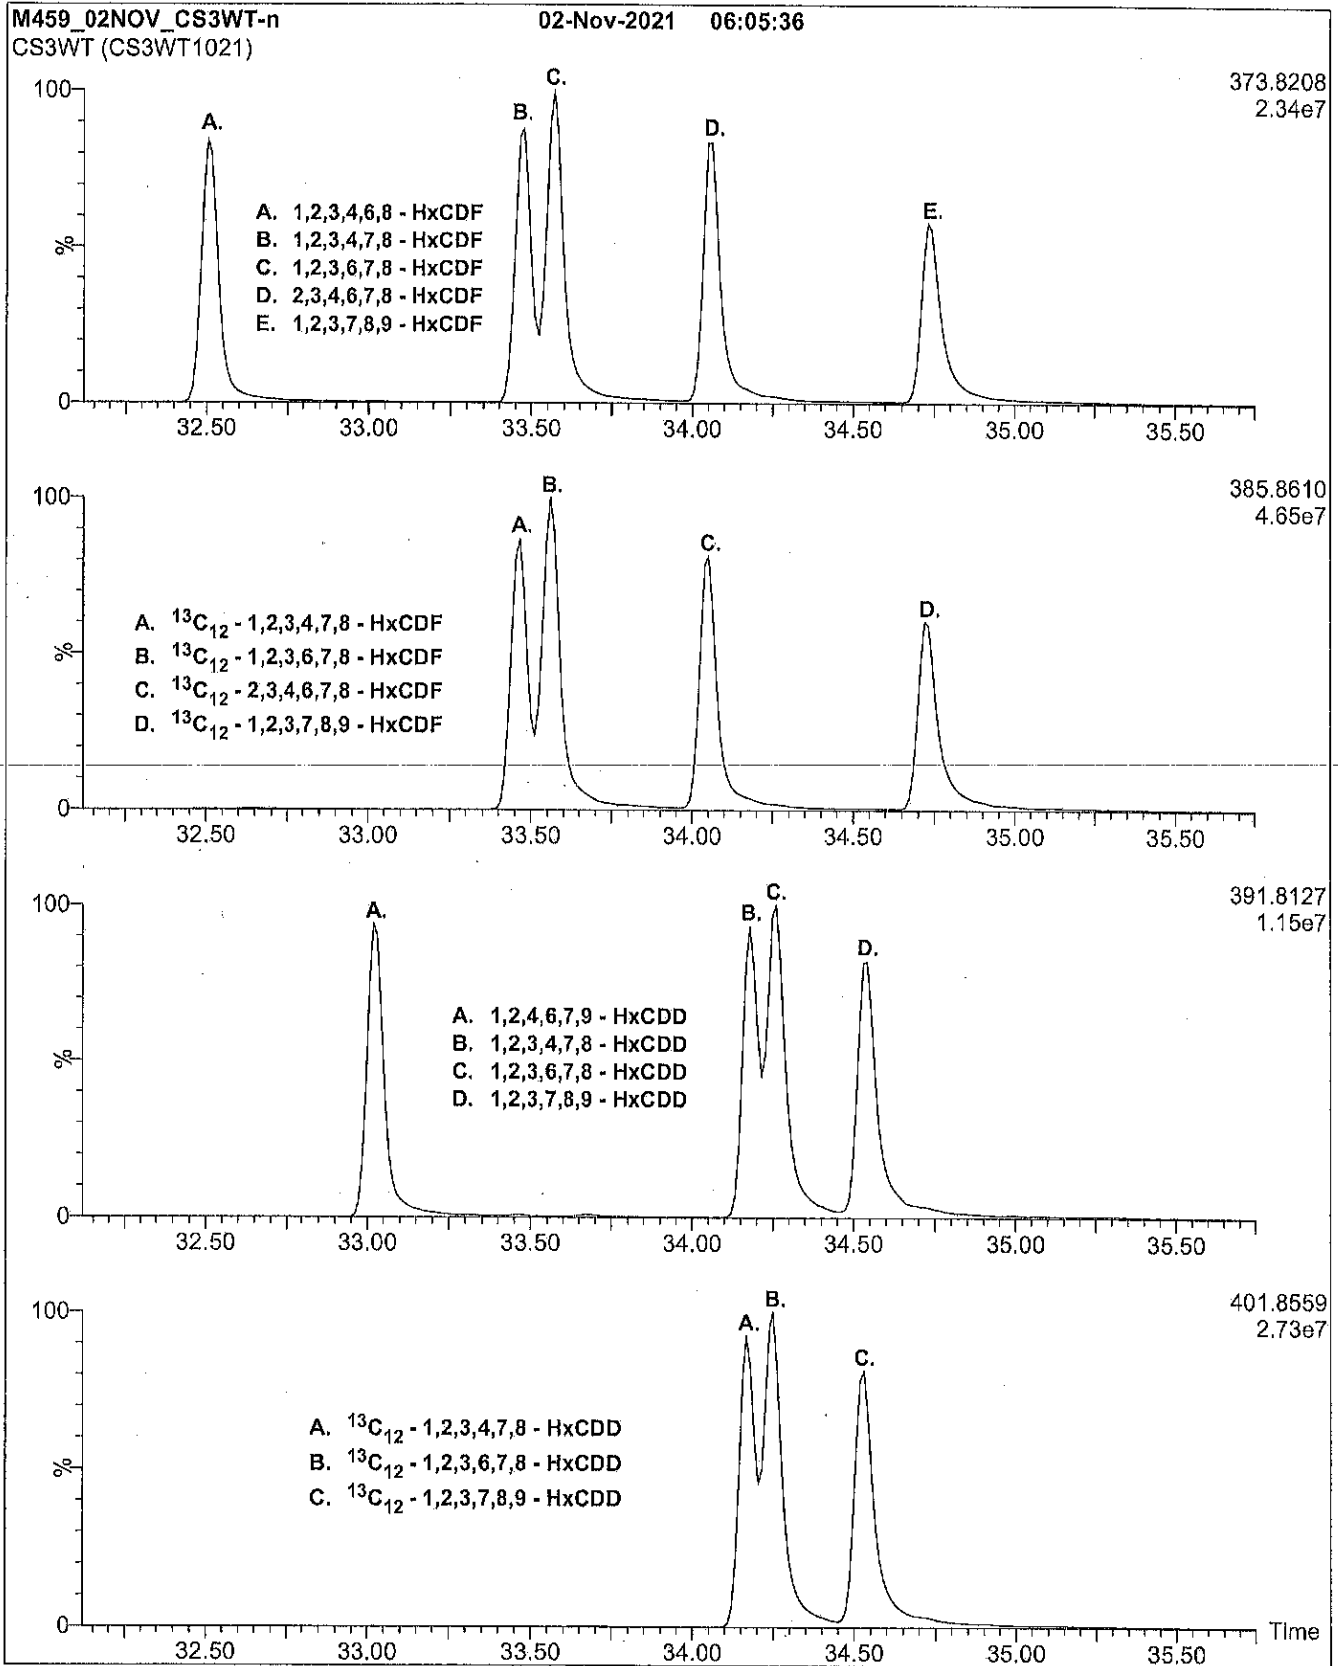 M459_02NOV_CS3WT-n 02-Nov-2021 06:05:36
CS3WT (CS3WT1021)
373.8208
2.34e7
100
%
0
A.
B.
C.
D.
E.
A. 1,2,3,4,6,8 - HxCDF
B. 1,2,3,4,7,8 - HxCDF
C. 1,2,3,6,7,8 - HxCDF
D. 2,3,4,6,7,8 - HxCDF
E. 1,2,3,7,8,9 - HxCDF
32.50 33.00 33.50 34.00 34.50 35.00 35.50
385.8610
4.65e7
100
%
0
A.
B.
C.
D.
A. ¹³C₁₂ - 1,2,3,4,7,8 - HxCDF
B. ¹³C₁₂ - 1,2,3,6,7,8 - HxCDF
C. ¹³C₁₂ - 2,3,4,6,7,8 - HxCDF
D. ¹³C₁₂ - 1,2,3,7,8,9 - HxCDF
32.50 33.00 33.50 34.00 34.50 35.00 35.50
391.8127
1.15e7
100
%
0
A.
B.
C.
D.
A. 1,2,4,6,7,9 - HxCDD
B. 1,2,3,4,7,8 - HxCDD
C. 1,2,3,6,7,8 - HxCDD
D. 1,2,3,7,8,9 - HxCDD
32.50 33.00 33.50 34.00 34.50 35.00 35.50
401.8559
2.73e7
100
%
0
A.
B.
C.
A. ¹³C₁₂ - 1,2,3,4,7,8 - HxCDD
B. ¹³C₁₂ - 1,2,3,6,7,8 - HxCDD
C. ¹³C₁₂ - 1,2,3,7,8,9 - HxCDD
Time
32.50 33.00 33.50 34.00 34.50 35.00 35.50